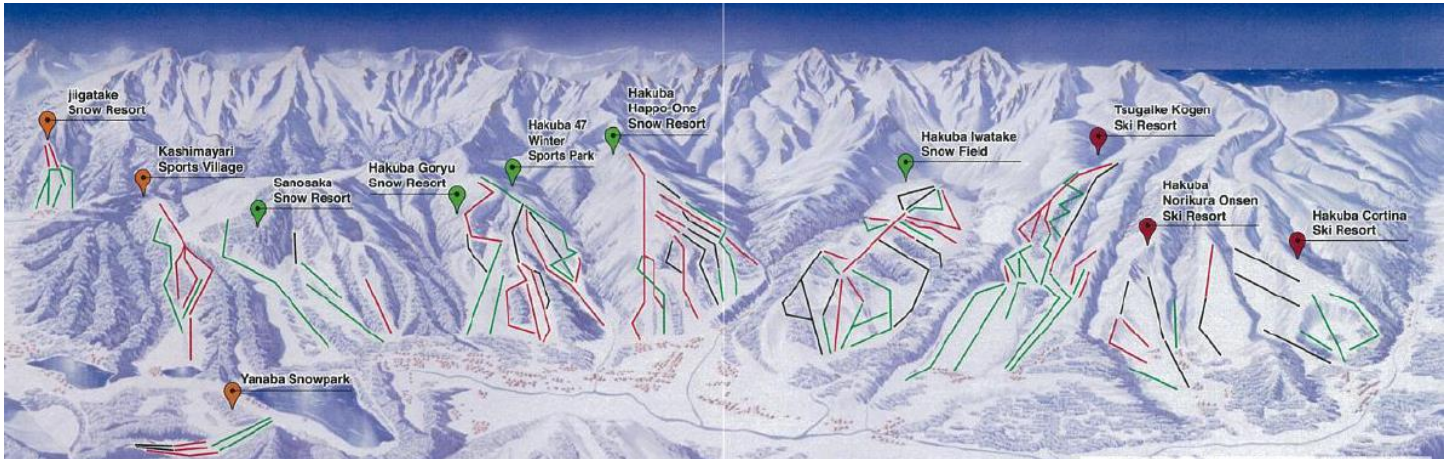 jiigatake
Snow Resort
Kashimayari
Sports Village
Sanosaka
Snow Resort
Hakuba Goryu
Snow Resort
Hakuba 47
Winter
Sports Park
Hakuba
Happo-One
Snow Resort
Hakuba Iwatake
Snow Field
Tsugaike Kogen
Ski Resort
Hakuba
Norikura Onsen
Ski Resort
Hakuba Cortina
Ski Resort
Yanaba Snowpark